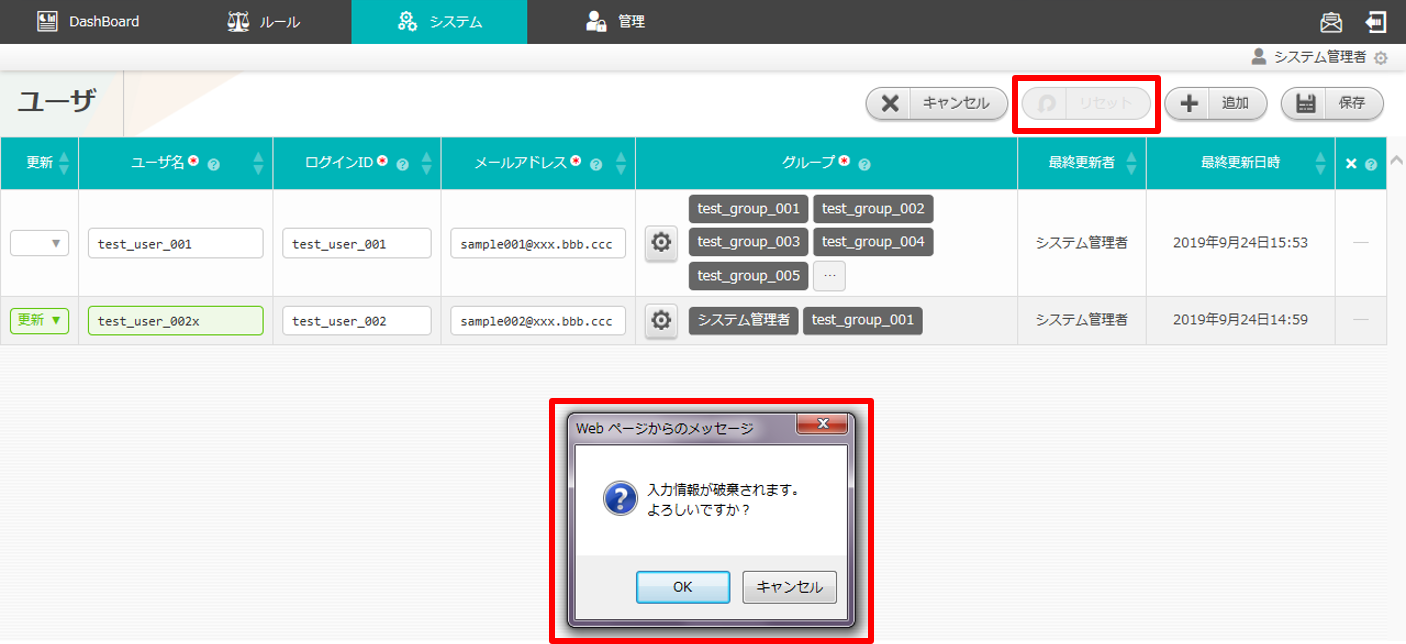 DashBoard
ルール
システム
管理
システム管理者
ユーザ
キャンセル
リセット
追加
保存
更新
ユーザ名*
ログインID*
メールアドレス*
グループ*
最終更新者
最終更新日時
test_user_001
test_user_001
sample001@xxx.bbb.ccc
test_group_001 test_group_002
test_group_003 test_group_004
test_group_005 …
システム管理者
2019年9月24日15:53
更新 ▼
test_user_002x
test_user_002
sample002@xxx.bbb.ccc
システム管理者 test_group_001
システム管理者
2019年9月24日14:59
Web ページからのメッセージ
入力情報が破棄されます。
よろしいですか？
OK
キャンセル